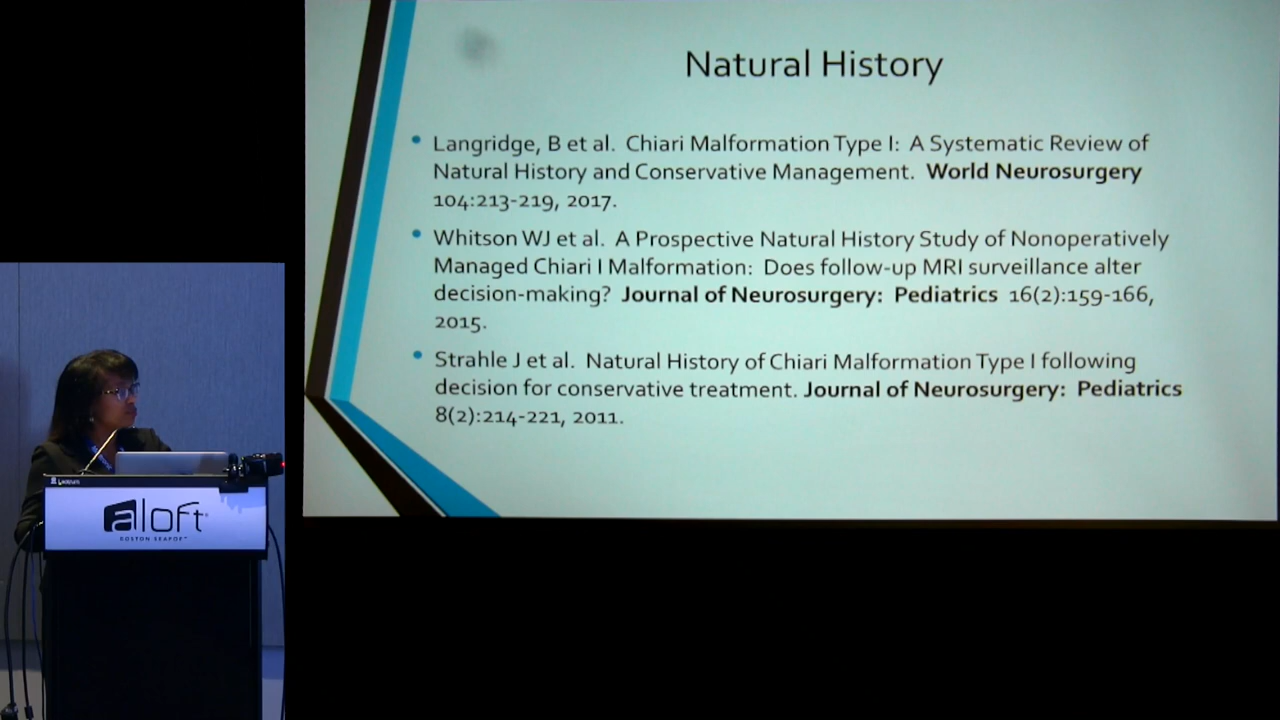 Natural History
• Langridge, B et al. Chiari Malformation Type I: A Systematic Review of
Natural History and Conservative Management. World Neurosurgery
104:213-219, 2017.
• Whitson WJ et al. A Prospective Natural History Study of Nonoperatively
Managed Chiari I Malformation: Does follow-up MRI surveillance alter
decision-making? Journal of Neurosurgery: Pediatrics 16(2):159-166,
2015.
• Strahle J et al. Natural History of Chiari Malformation Type I following
decision for conservative treatment. Journal of Neurosurgery: Pediatrics
8(2):214-221, 2011.
aloft
BOSTON SEAPORT